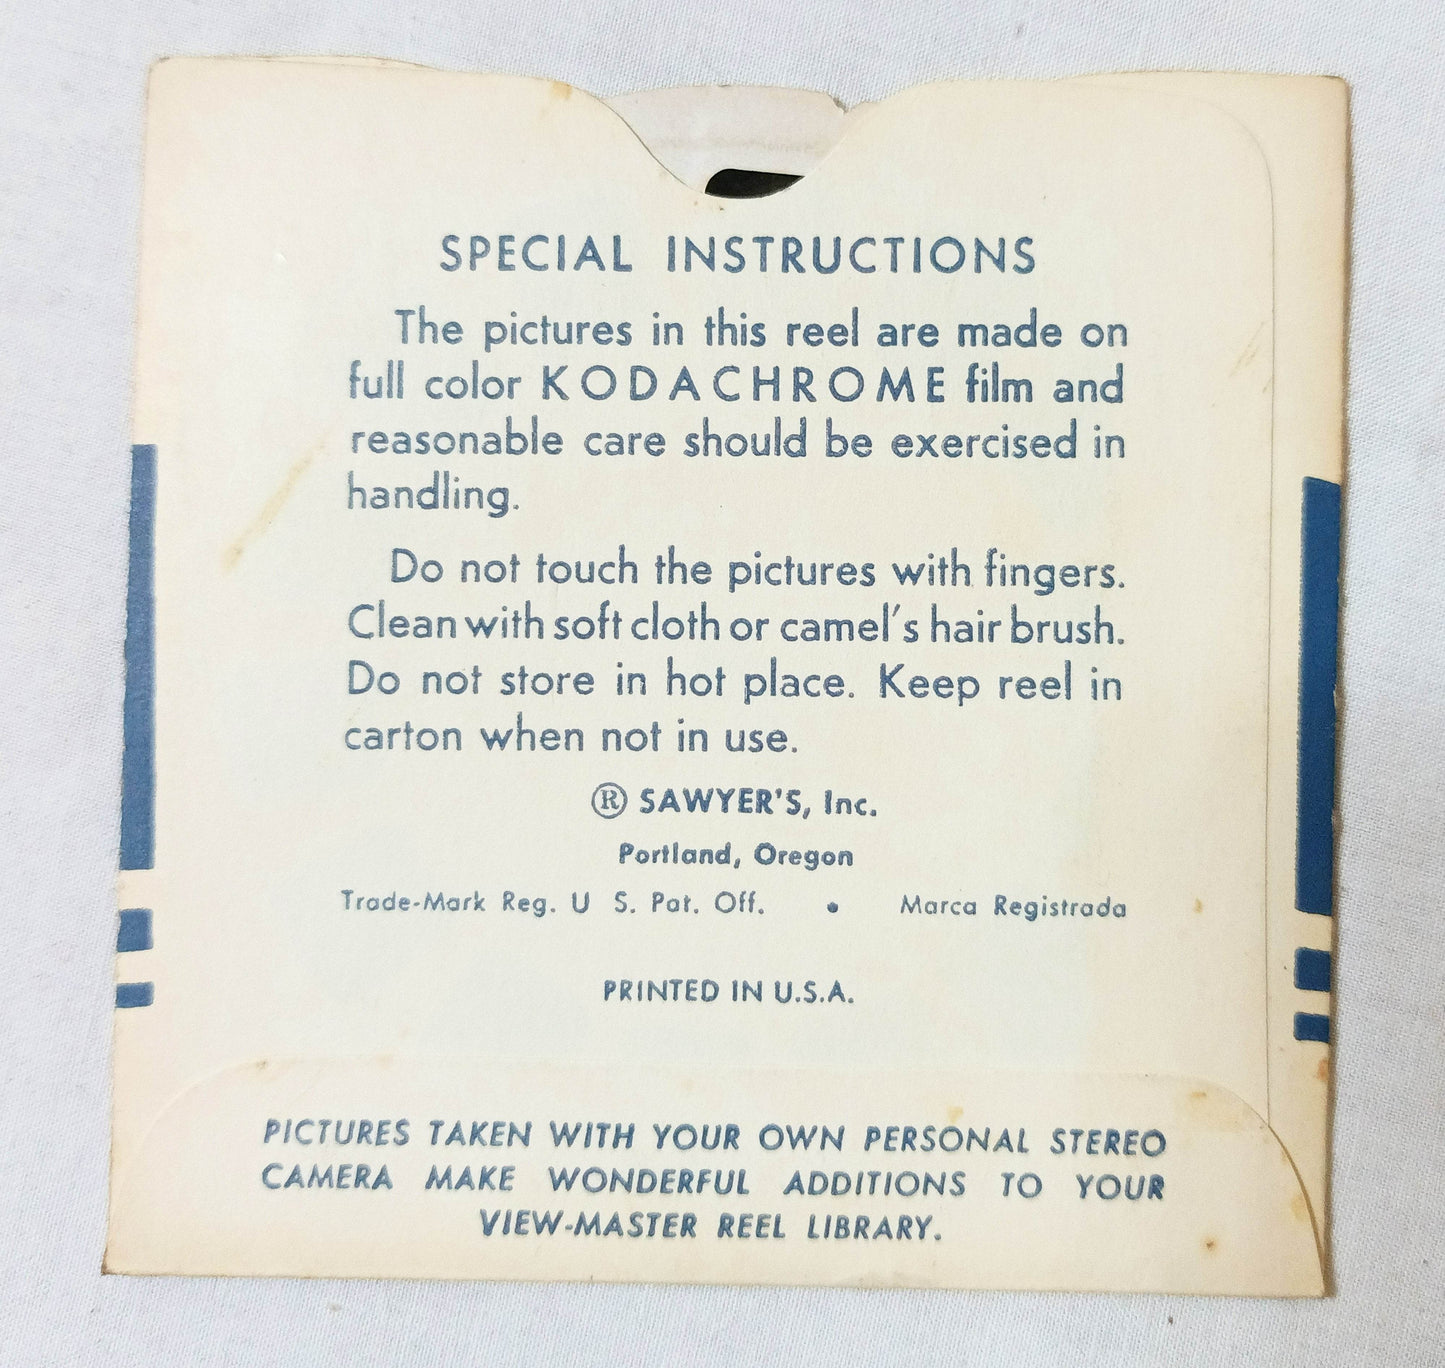 SPECIAL INSTRUCTIONS
The pictures in this reel are made on
full color KODACHROME film and
reasonable care should be exercised in
handling.
Do not touch the pictures with fingers.
Clean with soft cloth or camel's hair brush.
Do not store in hot place. Keep reel in
carton when not in use.
® SAWYER'S, Inc.
Portland, Oregon
Trade-Mark Reg. U S. Pat. Off. • Marca Registrada
PRINTED IN U.S.A.
PICTURES TAKEN WITH YOUR OWN PERSONAL STEREO
CAMERA MAKE WONDERFUL ADDITIONS TO YOUR
VIEW-MASTER REEL LIBRARY.